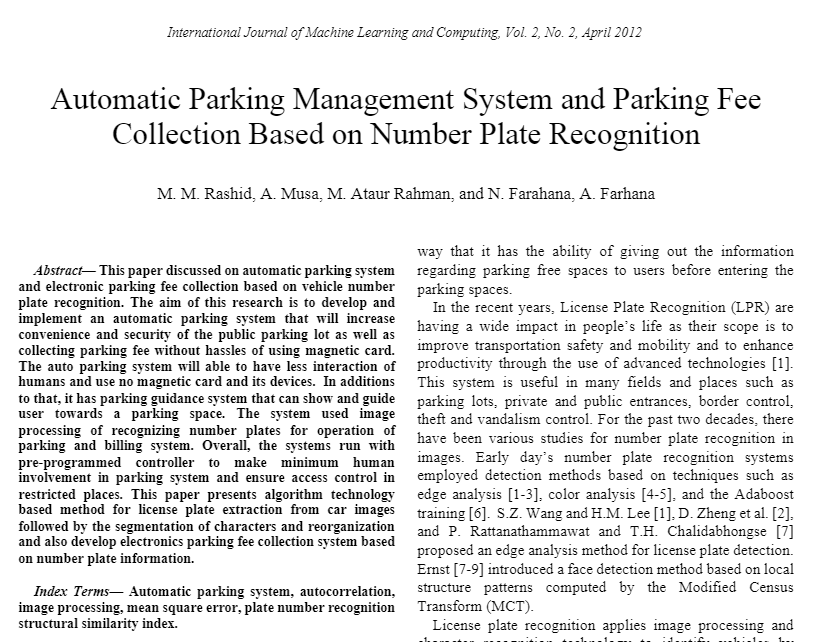 International Journal of Machine Learning and Computing, Vol. 2, No. 2, April 2012
Automatic Parking Management System and Parking Fee
Collection Based on Number Plate Recognition
M. M. Rashid, A. Musa, M. Ataur Rahman, and N. Farahana, A. Farhana
Abstract— This paper discussed on automatic parking system
and electronic parking fee collection based on vehicle number
plate recognition. The aim of this research is to develop and
implement an automatic parking system that will increase
convenience and security of the public parking lot as well as
collecting parking fee without hassles of using magnetic card.
The auto parking system will able to have less interaction of
humans and use no magnetic card and its devices. In additions
to that, it has parking guidance system that can show and guide
user towards a parking space. The system used image
processing of recognizing number plates for operation of
parking and billing system. Overall, the systems run with
pre-programmed controller to make minimum human
involvement in parking system and ensure access control in
restricted places. This paper presents algorithm technology
based method for license plate extraction from car images
followed by the segmentation of characters and reorganization
and also develop electronics parking fee collection system based
on number plate information.
Index Terms— Automatic parking system, autocorrelation,
image processing, mean square error, plate number recognition
structural similarity index.
way that it has the ability of giving out the information
regarding parking free spaces to users before entering the
parking spaces.
In the recent years, License Plate Recognition (LPR) are
having a wide impact in people's life as their scope is to
improve transportation safety and mobility and to enhance
productivity through the use of advanced technologies [1].
This system is useful in many fields and places such as
parking lots, private and public entrances, border control,
theft and vandalism control. For the past two decades, there
have been various studies for number plate recognition in
images. Early day's number plate recognition systems
employed detection methods based on techniques such as
edge analysis [1-3], color analysis [4-5], and the Adaboost
training [6]. S.Z. Wang and H.M. Lee [1], D. Zheng et al. [2],
and P. Rattanathammawat and T.H. Chalidabhongse [7]
proposed an edge analysis method for license plate detection.
Ernst [7-9] introduced a face detection method based on local
structure patterns computed by the Modified Census
Transform (MCT).
License plate recognition applies image processing and